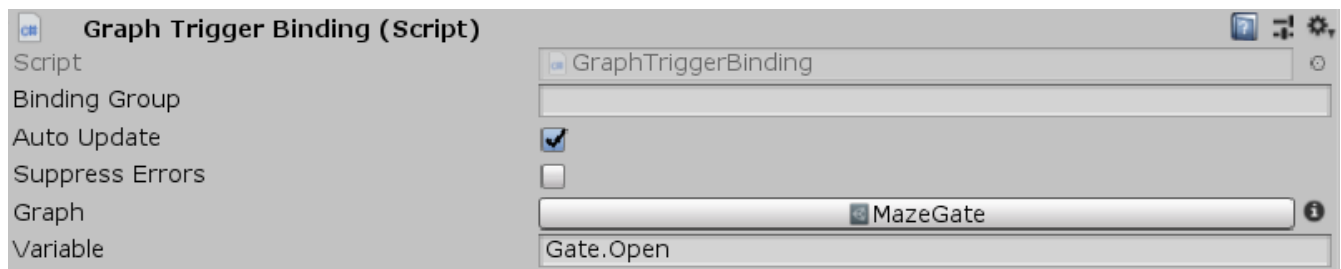 Graph Trigger Binding (Script)
Script GraphTriggerBinding
Binding Group
Auto Update
Suppress Errors
Graph MazeGate
Variable Gate.Open